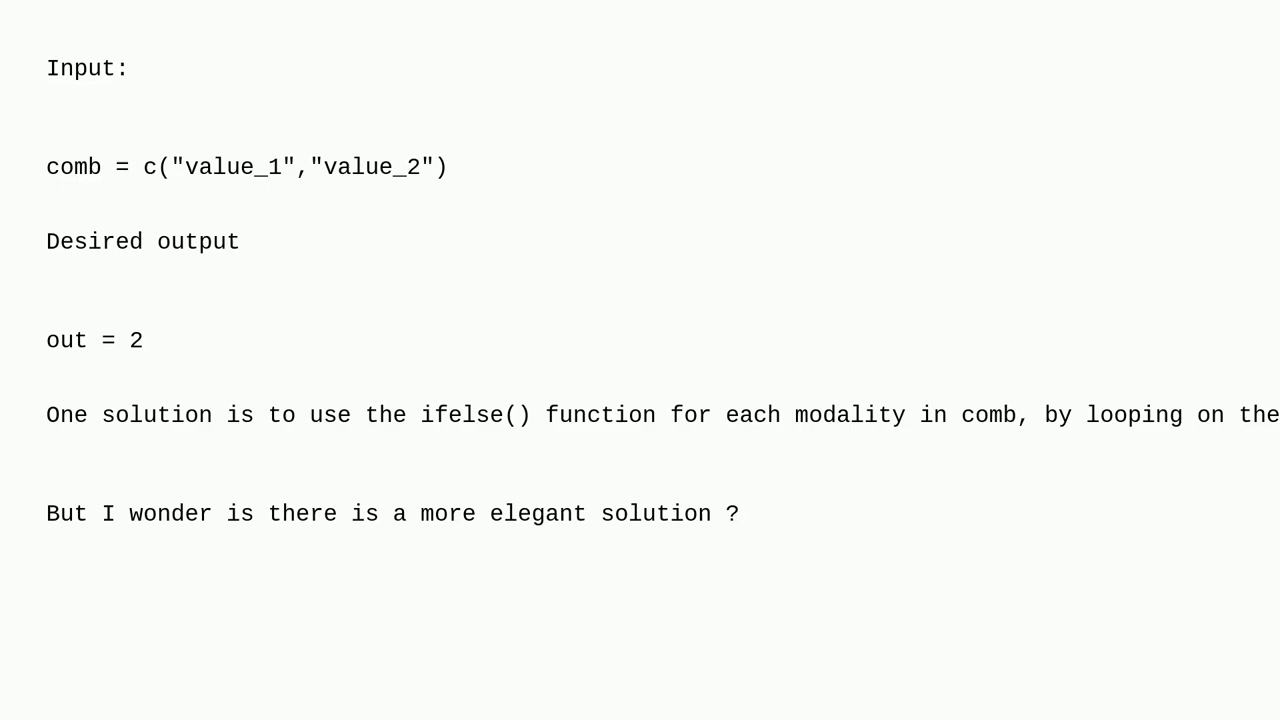 Input:
comb = c("value_1","value_2")
Desired output
out = 2
One solution is to use the ifelse() function for each modality in comb, by looping on the
But I wonder is there is a more elegant solution ?